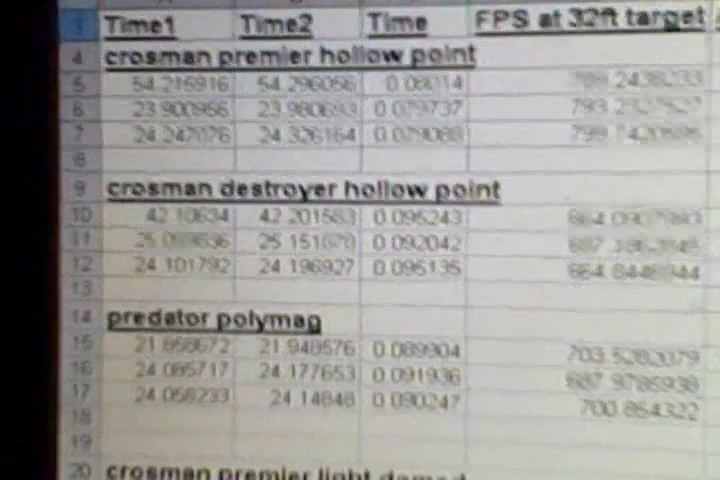 3 Time1 Time2 Time FPS at 32ft target
4 crosman premier hollow point
5 54.215916 54.296056 0.08014
6 23.900956 23.980693 0.079737
7 24.247076 24.326164 0.079088
8
9 crosman destroyer hollow point
10 42.10634 42.201583 0.095243
11 25.151678 0.092042
12 24.101792 24.196927 0.095135
13
14 predator polymag
15 21.858672 21.948576 0.089904 703.5282079
16 24.085717 24.177653 0.091936 687.9785938
17 24.058233 24.14848 0.090247 700.854322
18
19
20 crosman premier light domed